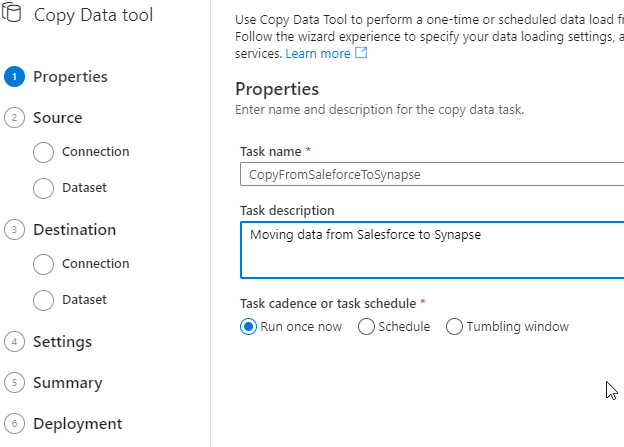 Copy Data tool
Use Copy Data Tool to perform a one-time or scheduled data load
Follow the wizard experience to specify your data loading settings,
services. Learn more
1 Properties
2 Source
Connection
Dataset
3 Destination
Connection
Dataset
4 Settings
5 Summary
6 Deployment
Properties
Enter name and description for the copy data task.
Task name *
CopyFromSaleforceToSynapse
Task description
Moving data from Salesforce to Synapse
Task cadence or task schedule *
Run once now Schedule Tumbling window